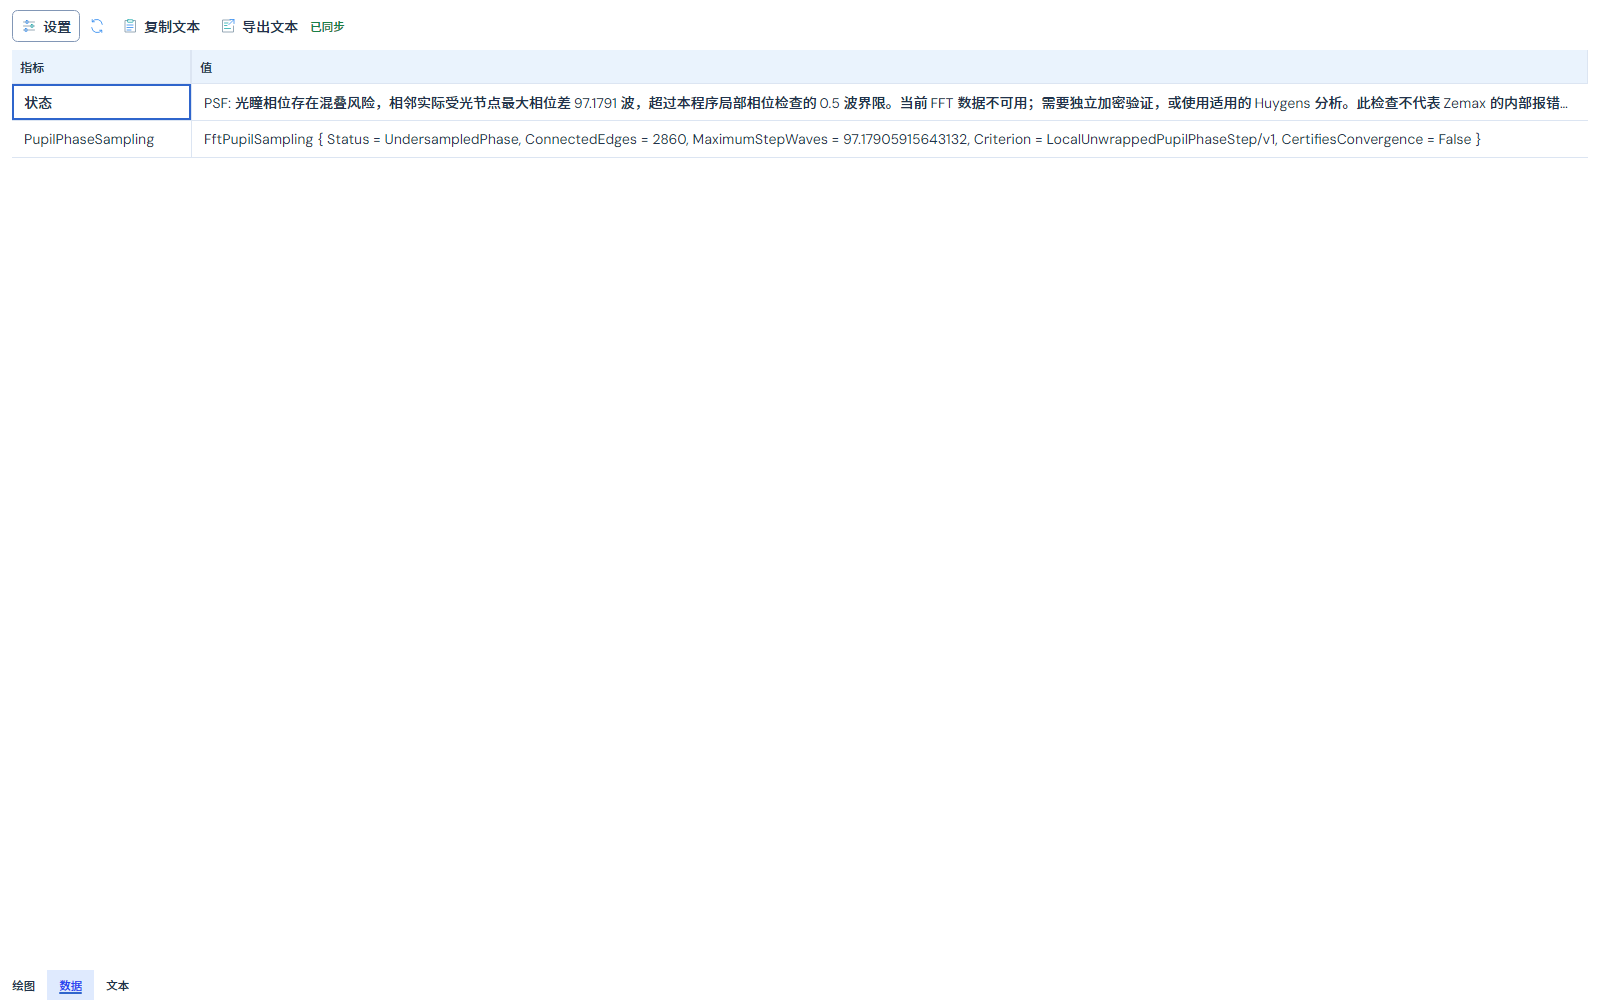 设置 复制文本 导出文本 已同步
指标 值
状态 PSF: 光瞳相位存在混叠风险，相邻实际受光节点最大相位差 97.1791 波，超过本程序局部相位检查的 0.5 波界限。当前 FFT 数据不可用；需要独立加密验证，或使用适用的 Huygens 分析。此检查不代表 Zemax 的内部报错...
PupilPhaseSampling FftPupilSampling { Status = UndersampledPhase, ConnectedEdges = 2860, MaximumStepWaves = 97.17905915643132, Criterion = LocalUnwrappedPupilPhaseStep/v1, CertifiesConvergence = False }
绘图 数据 文本